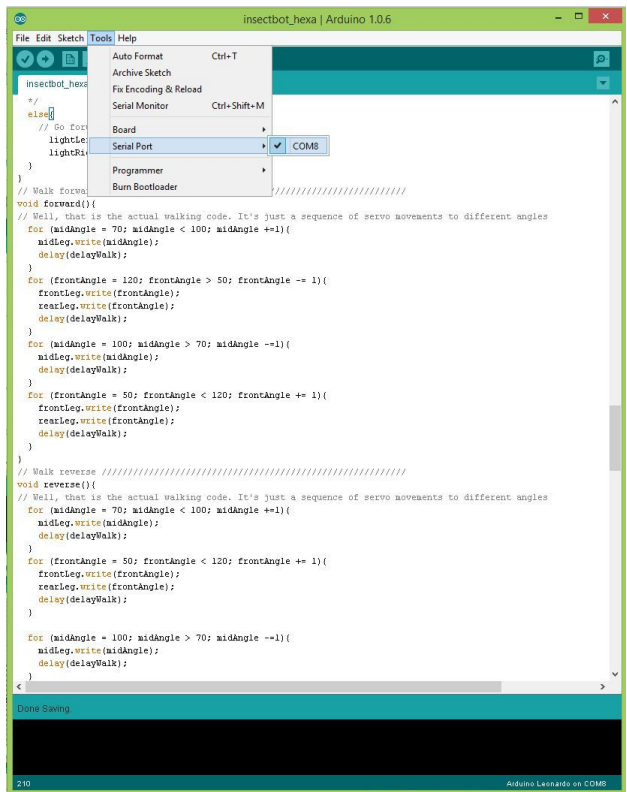 insectbot_hexa | Arduino 1.0.6
File Edit Sketch Tools Help
Auto Format Ctrl+T
Archive Sketch
Fix Encoding & Reload
Serial Monitor Ctrl+Shift+M
Board
Serial Port
COM8
Programmer
Burn Bootloader
insectbot_hexa
*/
else{
// Go for
lightLe
lightRi
}
}
// Walk forwa //////////////////////////
void forward(){
// Well, that is the actual walking code. It's just a sequence of servo movements to different angles
for (midAngle = 70; midAngle < 100; midAngle +=1){
midLeg.write(midAngle);
delay(delayWalk);
}
for (frontAngle = 120; frontAngle > 50; frontAngle -= 1){
frontLeg.write(frontAngle);
rearLeg.write(frontAngle);
delay(delayWalk);
}
for (midAngle = 100; midAngle > 70; midAngle -=1){
midLeg.write(midAngle);
delay(delayWalk);
}
for (frontAngle = 50; frontAngle < 120; frontAngle += 1){
frontLeg.write(frontAngle);
rearLeg.write(frontAngle);
delay(delayWalk);
}
}
// Walk reverse //////////////////////////////////////////////////////////
void reverse(){
// Well, that is the actual walking code. It's just a sequence of servo movements to different angles
for (midAngle = 70; midAngle < 100; midAngle +=1){
midLeg.write(midAngle);
delay(delayWalk);
}
for (frontAngle = 50; frontAngle < 120; frontAngle += 1){
frontLeg.write(frontAngle);
rearLeg.write(frontAngle);
delay(delayWalk);
}
for (midAngle = 100; midAngle > 70; midAngle -=1){
midLeg.write(midAngle);
delay(delayWalk);
}
Done Saving.
210 Arduino Leonardo on COM8